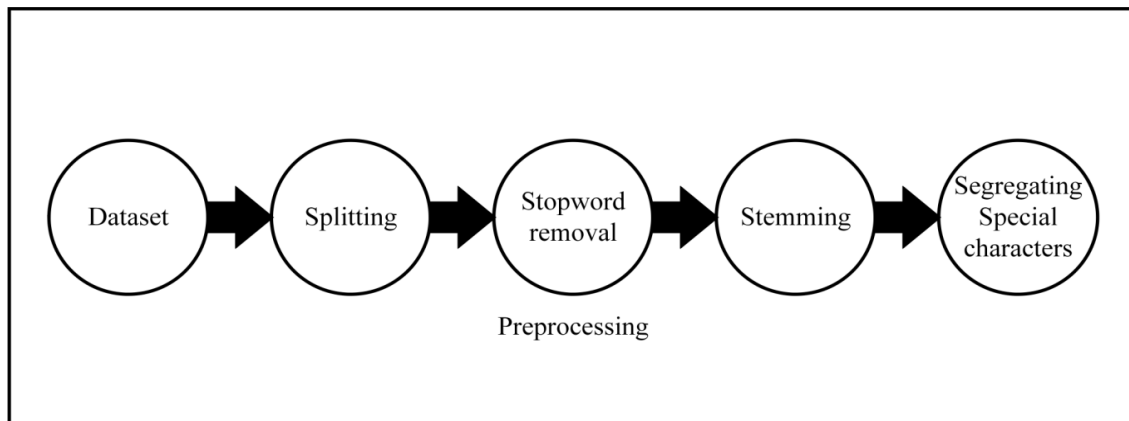 Dataset
Splitting
Stopword
removal
Stemming
Segregating
Special
characters
Preprocessing